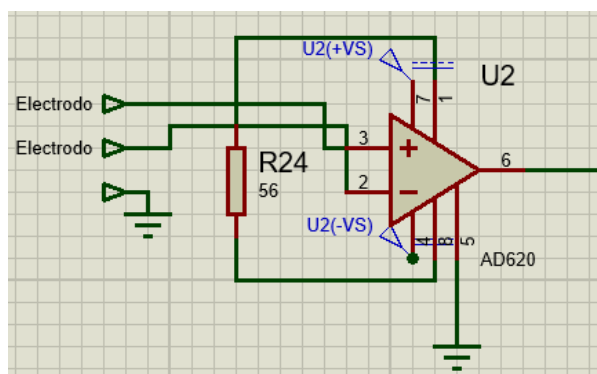 U2(+VS)
U2
7
1
Electrodo
Electrodo
3
2
6
R24
56
U2(-VS)
4
8
5
AD620